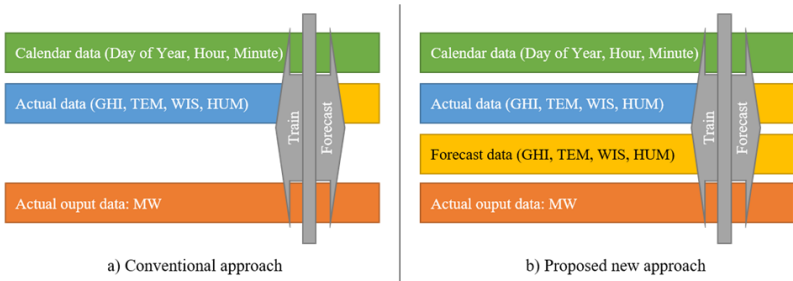 Calendar data (Day of Year, Hour, Minute)
Actual data (GHI, TEM, WIS, HUM)
Actual ouput data: MW
Train
Forecast
a) Conventional approach
Calendar data (Day of Year, Hour, Minute)
Actual data (GHI, TEM, WIS, HUM)
Forecast data (GHI, TEM, WIS, HUM)
Actual ouput data: MW
Train
Forecast
b) Proposed new approach